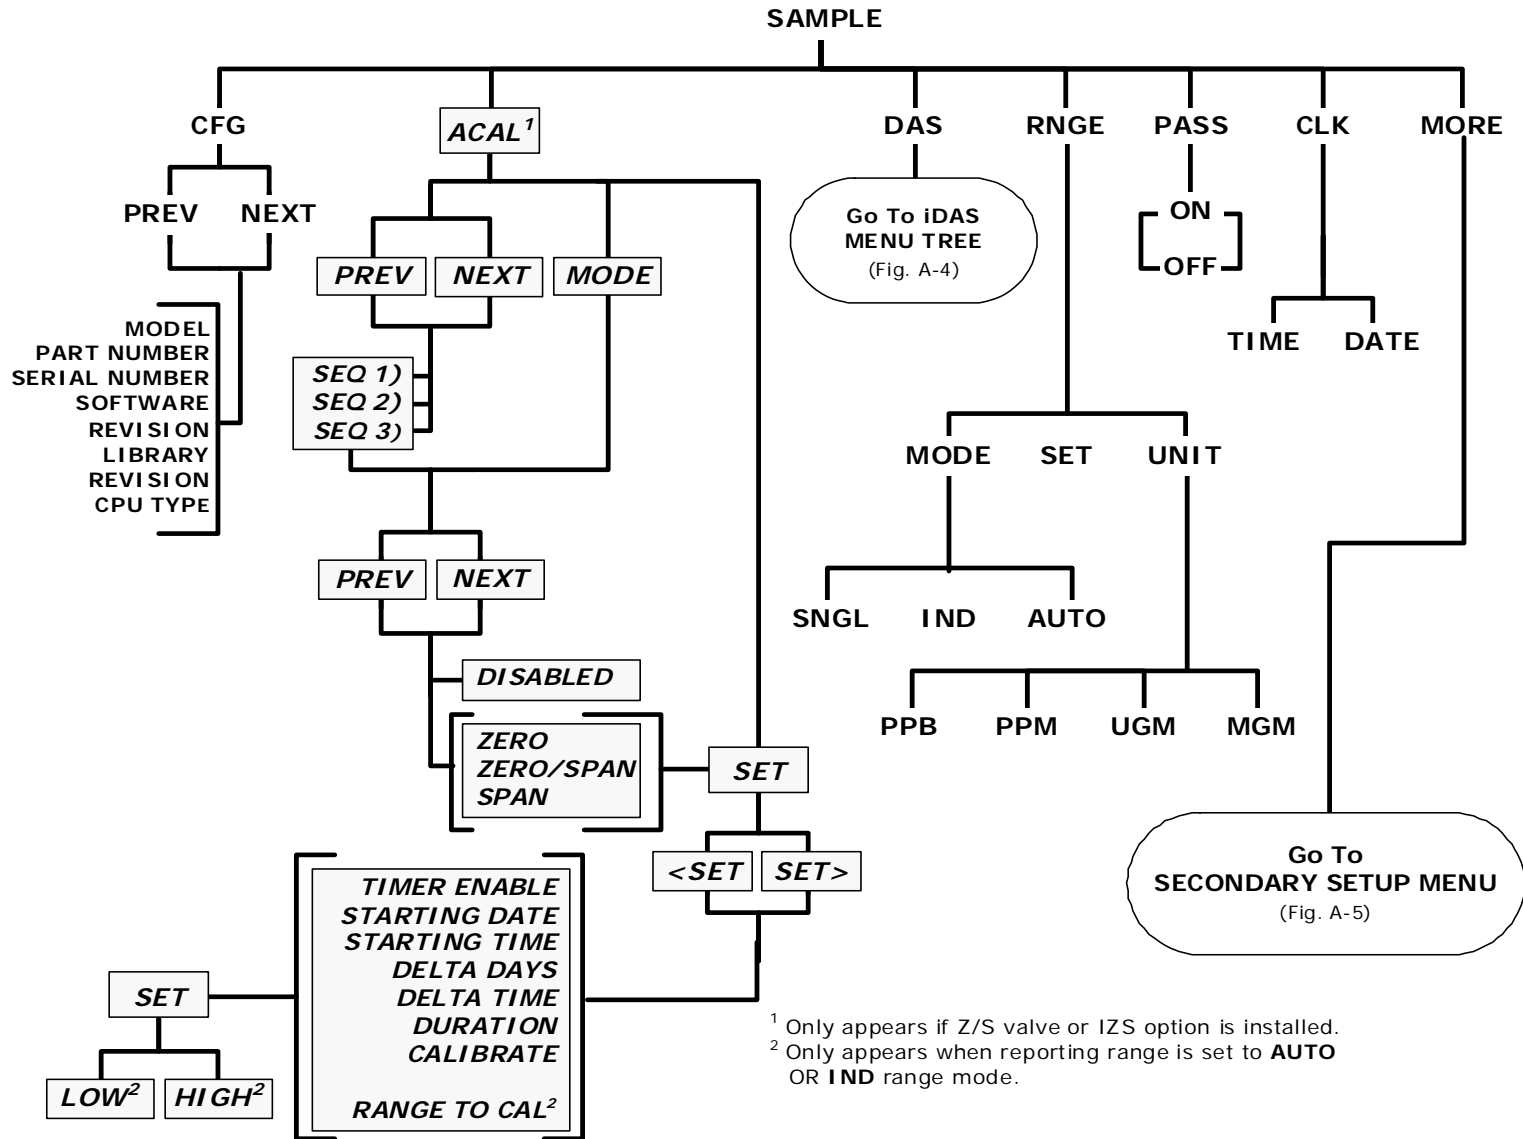 SAMPLE
CFG
ACAL1
DAS
RNGE
PASS
CLK
MORE
PREV
NEXT
Go To iDAS
MENU TREE
(Fig. A-4)
ON
OFF
PREV
NEXT
MODE
MODEL
PART NUMBER
SERIAL NUMBER
SOFTWARE
REVISION
LIBRARY
REVISION
CPU TYPE
TIME
DATE
SEQ 1)
SEQ 2)
SEQ 3)
MODE
SET
UNIT
PREV
NEXT
SNGL
IND
AUTO
DISABLED
ZERO
ZERO/SPAN
SPAN
SET
PPB
PPM
UGM
MGM
<SET
SET>
Go To
SECONDARY SETUP MENU
(Fig. A-5)
TIMER ENABLE
STARTING DATE
STARTING TIME
DELTA DAYS
DELTA TIME
DURATION
CALIBRATE
RANGE TO CAL2
SET
LOW2
HIGH2
1 Only appears if Z/S valve or IZS option is installed.
2 Only appears when reporting range is set to AUTO
OR IND range mode.